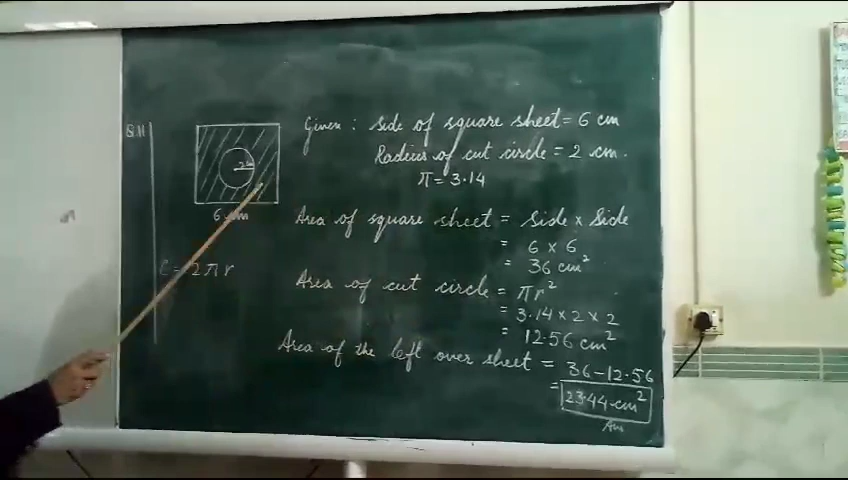 Q.11
2cm
6 cm
C = 2πr
Given : Side of square sheet = 6 cm
Radius of cut circle = 2 cm.
π = 3.14
Area of square sheet = Side × Side
= 6 × 6
= 36 cm²
Area of cut circle = πr²
= 3.14 × 2 × 2
= 12.56 cm²
Area of the left over sheet = 36 - 12.56
= 23.44 cm²
Ans